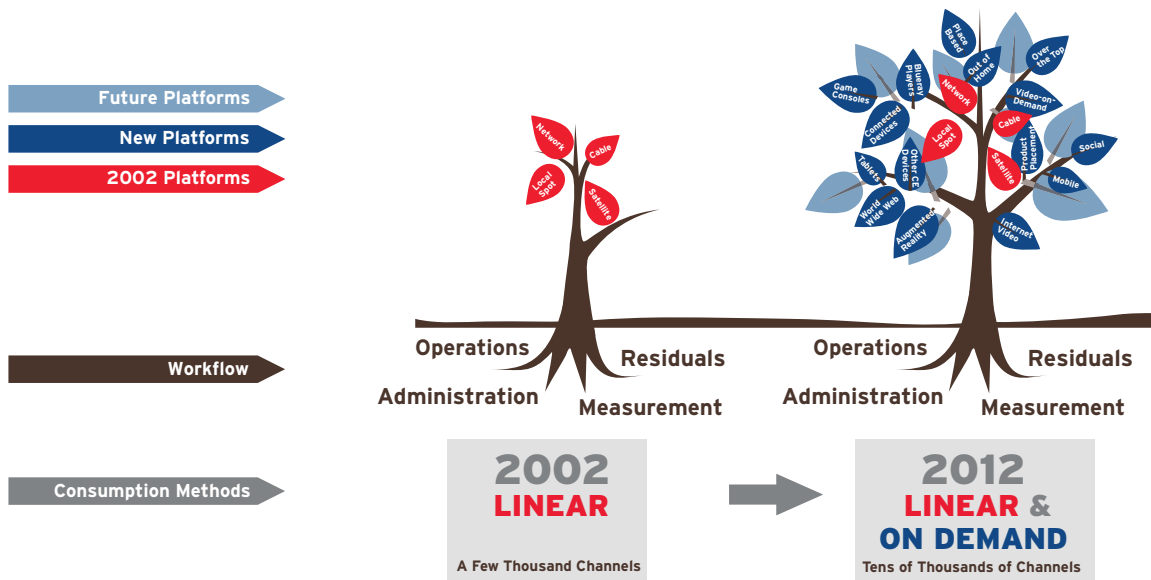 Future Platforms
New Platforms
2002 Platforms
Workflow
Consumption Methods
Network
Cable
Local
Spot
Satellite
Operations
Residuals
Administration
Measurement
2002
LINEAR
A Few Thousand Channels
Place
Based
Over
the Top
Out of
Home
Blueray
Players
Game
Consoles
Network
Video-on-
Demand
Connected
Devices
Local
Spot
Cable
Product
Placement
Social
Other CE
Devices
Satellite
Tablets
Mobile
World
Wide Web
Augmented
Reality
Internet
Video
Operations
Residuals
Administration
Measurement
2012
LINEAR &
ON DEMAND
Tens of Thousands of Channels